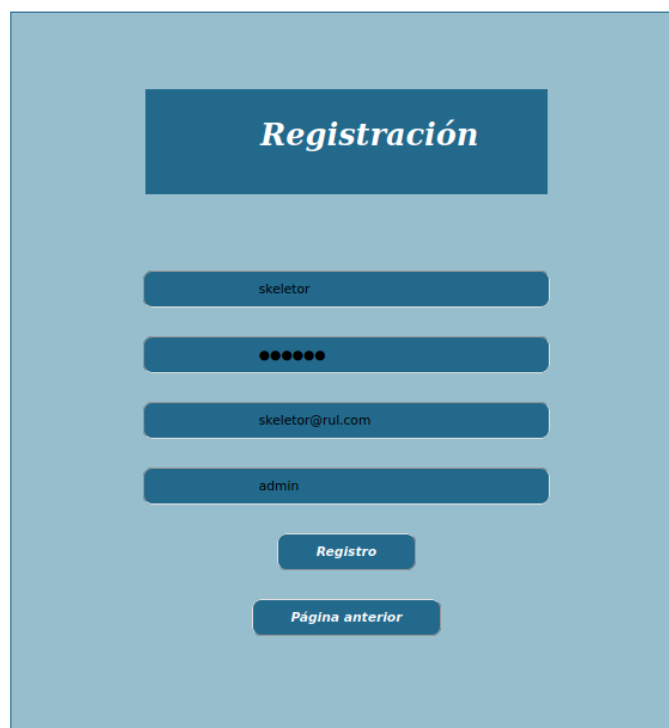 Registración
skeletor
●●●●●●
skeletor@rul.com
admin
Registro
Página anterior